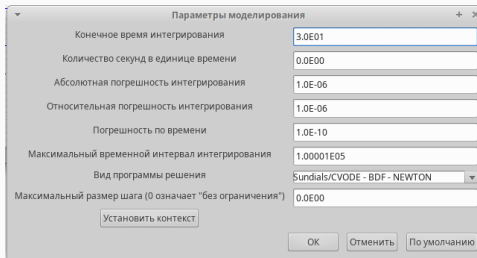 Параметры моделирования
Конечное время интегрирования 3.0E01
Количество секунд в единице времени 0.0E00
Абсолютная погрешность интегрирования 1.0E-06
Относительная погрешность интегрирования 1.0E-06
Погрешность по времени 1.0E-10
Максимальный временной интервал интегрирования 1.00001E05
Вид программы решения Sundials/CVODE - BDF - NEWTON
Максимальный размер шага (0 означает "без ограничения") 0.0E00
Установить контекст
ОК Отменить По умолчанию